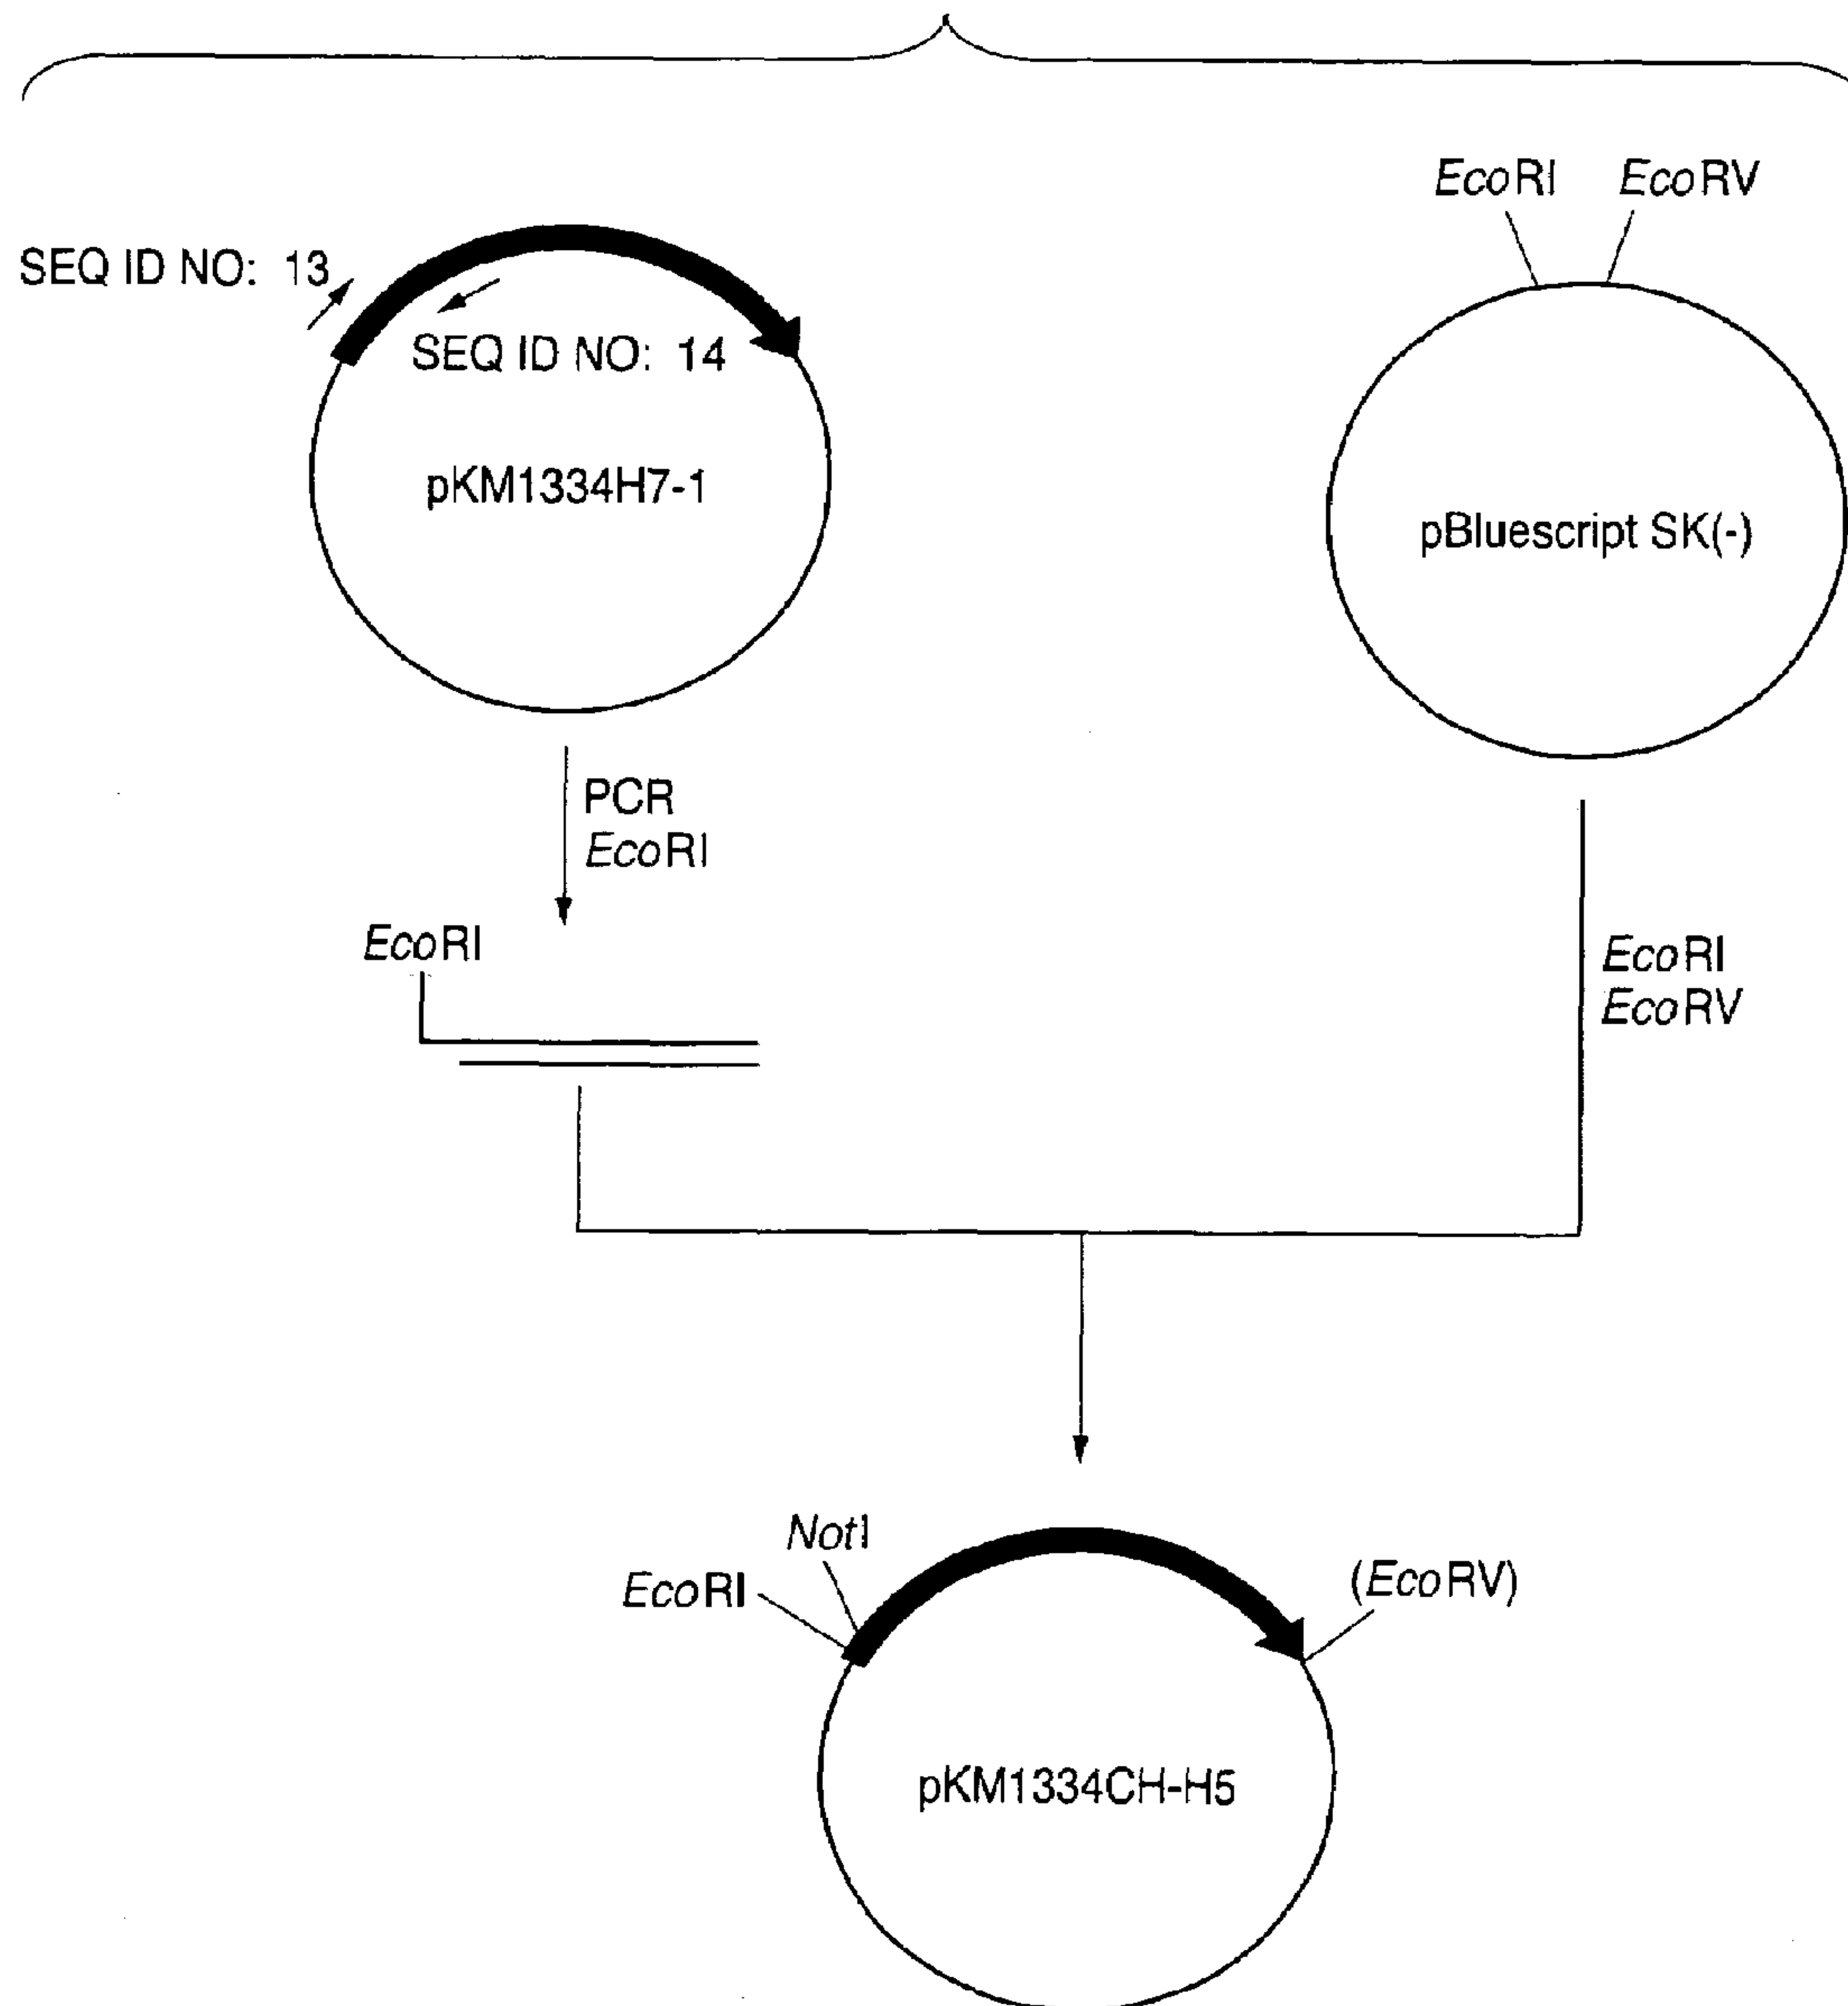 EcoRI EcoRV
SEQ ID NO: 13
SEQ ID NO: 14
pKM1334H7-1
pBluescript SK(-)
PCR
EcoRI
EcoRI
EcoRI
EcoRV
NotI
EcoRI
(EcoRV)
pKM1334CH-H5